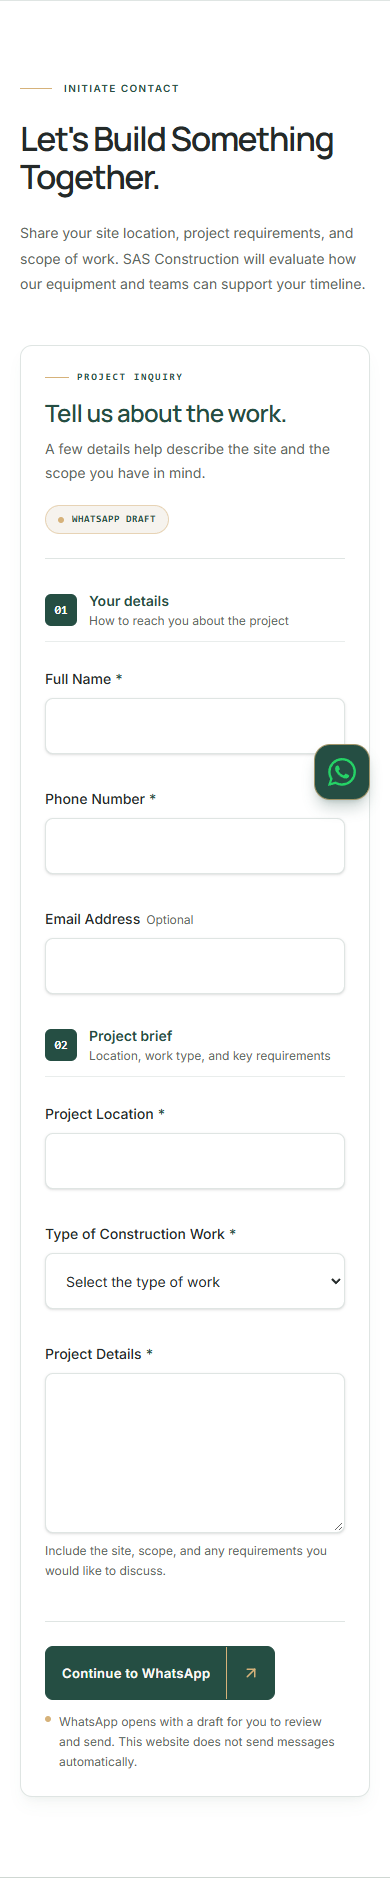 INITIATE CONTACT
Let's Build Something
Together.
Share your site location, project requirements, and
scope of work. SAS Construction will evaluate how
our equipment and teams can support your timeline.
PROJECT INQUIRY
Tell us about the work.
A few details help describe the site and the
scope you have in mind.
WHATSAPP DRAFT
01
Your details
How to reach you about the project
Full Name *
Phone Number *
Email Address Optional
02
Project brief
Location, work type, and key requirements
Project Location *
Type of Construction Work *
Select the type of work
Project Details *
Include the site, scope, and any requirements you
would like to discuss.
Continue to WhatsApp
WhatsApp opens with a draft for you to review
and send. This website does not send messages
automatically.